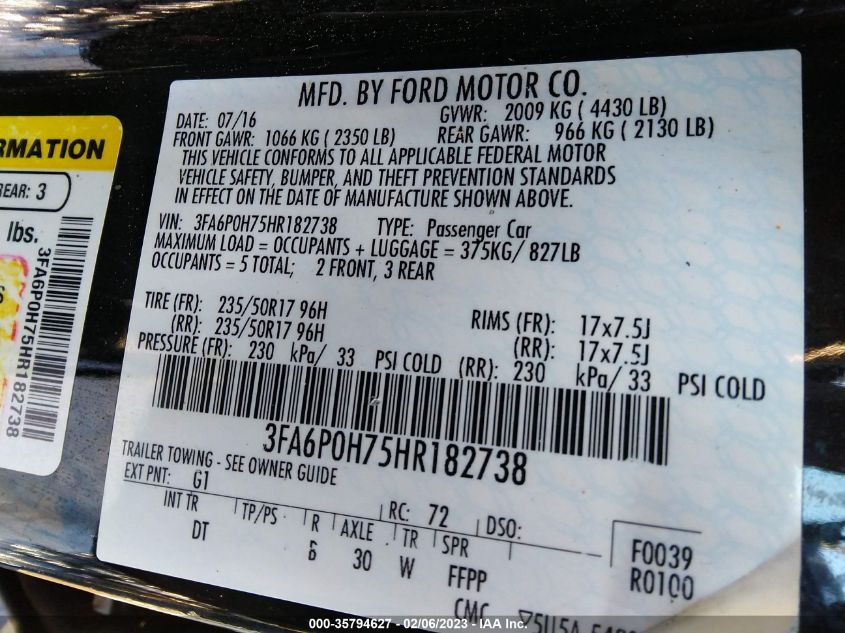 MFD. BY FORD MOTOR CO.
DATE: 07/16 GVWR: 2009 KG ( 4430 LB)
FRONT GAWR: 1066 KG ( 2350 LB) REAR GAWR: 966 KG ( 2130 LB)
THIS VEHICLE CONFORMS TO ALL APPLICABLE FEDERAL MOTOR
VEHICLE SAFETY, BUMPER, AND THEFT PREVENTION STANDARDS
IN EFFECT ON THE DATE OF MANUFACTURE SHOWN ABOVE.
VIN: 3FA6P0H75HR182738 TYPE: Passenger Car
MAXIMUM LOAD = OCCUPANTS + LUGGAGE = 375KG/ 827LB
OCCUPANTS = 5 TOTAL; 2 FRONT, 3 REAR
TIRE (FR): 235/50R17 96H RIMS (FR): 17x7.5J
(RR): 235/50R17 96H (RR): 17x7.5J
PRESSURE (FR): 230 kPa/ 33 PSI COLD (RR): 230 kPa/ 33 PSI COLD
3FA6P0H75HR182738
TRAILER TOWING - SEE OWNER GUIDE
EXT PNT: G1 RC: 72 DSO:
INT TR TP/PS R AXLE TR SPR F0039
DT 6 30 W FFPP R0100
CMC
RMATION
REAR: 3
lbs.
3FA6P0H75HR182738
000 - 35794627 - 02/06/2023 - IAA Inc.